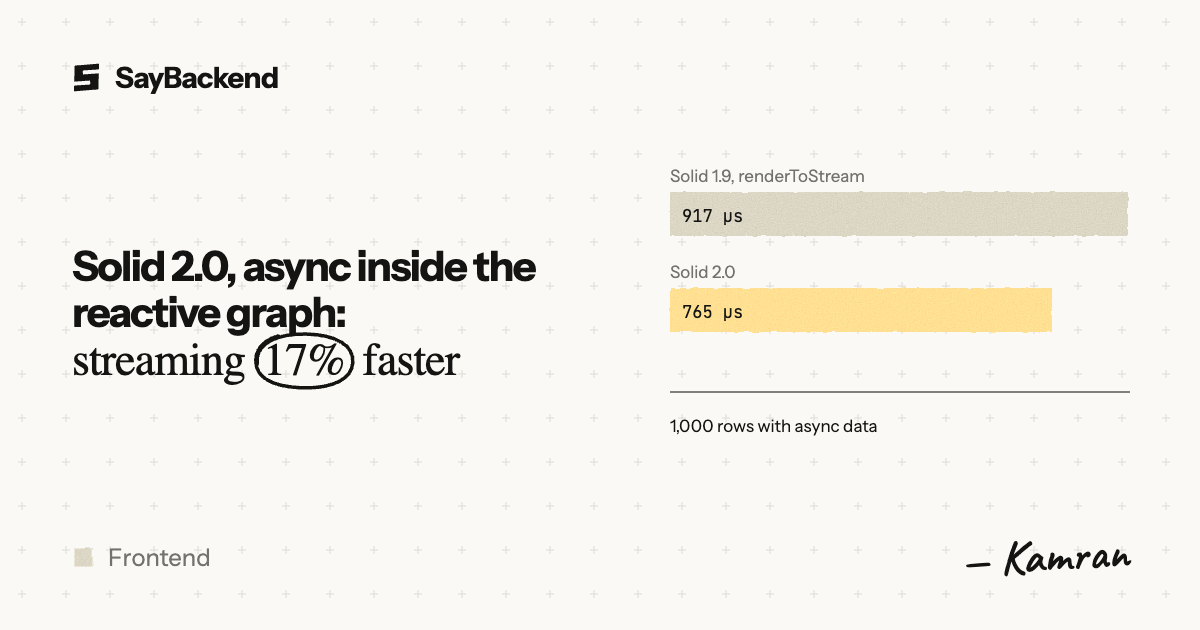 SayBackend
Solid 2.0, async inside the
reactive graph:
streaming 17% faster
Solid 1.9, renderToStream
917 µs
Solid 2.0
765 µs
1,000 rows with async data
Frontend
– Kamran